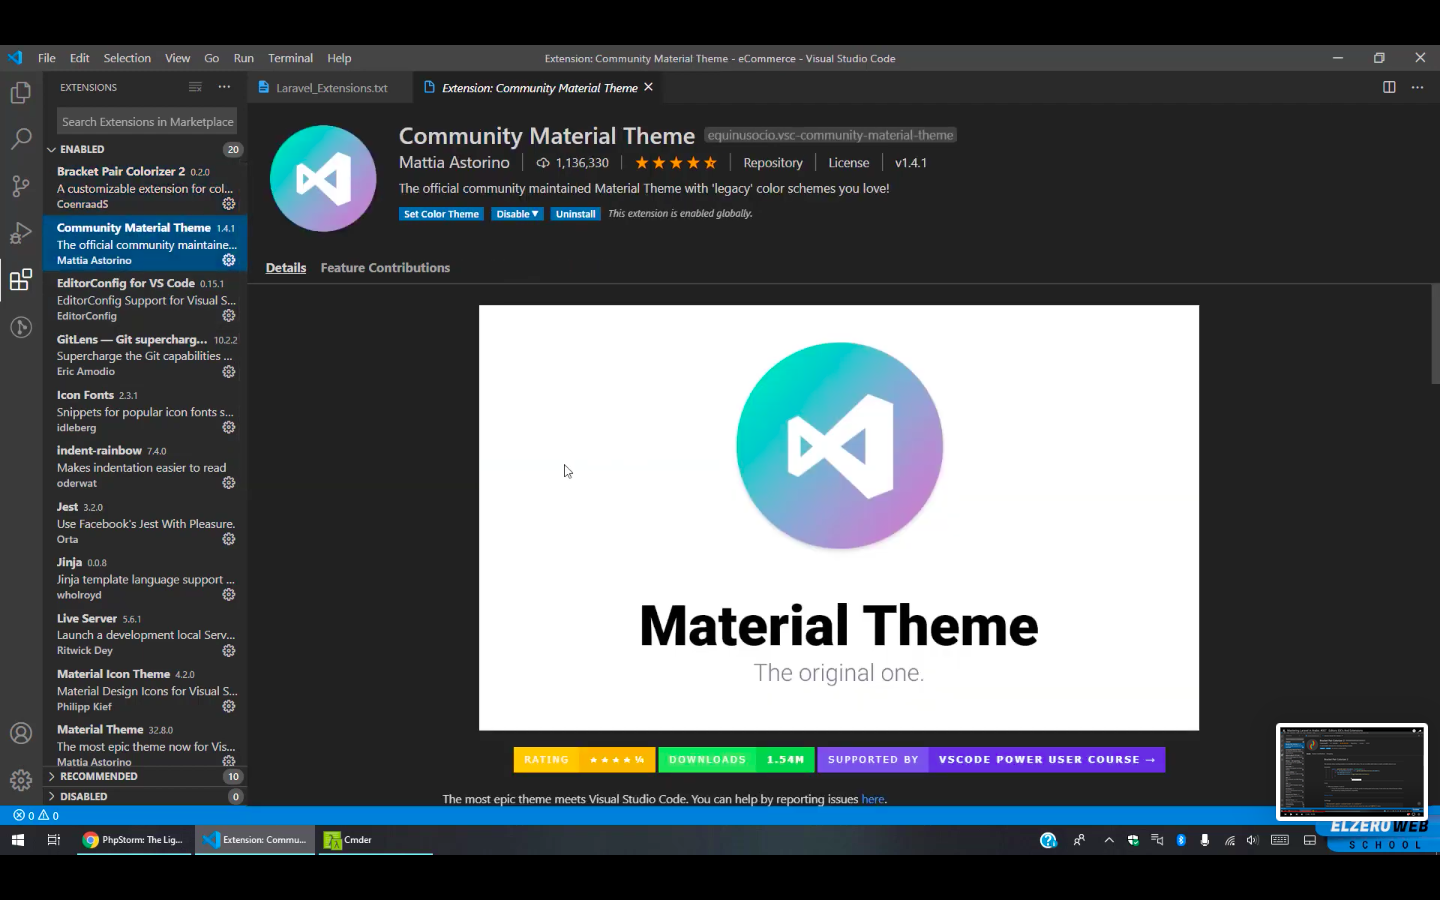 File Edit Selection View Go Run Terminal Help
Extension: Community Material Theme - eCommerce - Visual Studio Code
EXTENSIONS
Laravel_Extensions.txt
Extension: Community Material Theme
Search Extensions in Marketplace
ENABLED 20
Bracket Pair Colorizer 2 0.2.0
A customizable extension for col...
CoenraadS
Community Material Theme 1.4.1
The official community maintaine...
Mattia Astorino
EditorConfig for VS Code 0.15.1
EditorConfig Support for Visual S...
EditorConfig
GitLens — Git supercharg... 10.2.2
Supercharge the Git capabilities ...
Eric Amodio
Icon Fonts 2.3.1
Snippets for popular icon fonts s...
idleberg
indent-rainbow 7.4.0
Makes indentation easier to read
oderwat
Jest 3.2.0
Use Facebook's Jest With Pleasure.
Orta
Jinja 0.0.8
Jinja template language support ...
wholroyd
Live Server 5.6.1
Launch a development local Serv...
Ritwick Dey
Material Icon Theme 4.2.0
Material Design Icons for Visual S...
Philipp Kief
Material Theme 32.8.0
The most epic theme now for Vis...
Mattia Astorino
RECOMMENDED 10
DISABLED 0
Community Material Theme equinusocio.vsc-community-material-theme
Mattia Astorino 1,136,330 Repository License v1.4.1
The official community maintained Material Theme with 'legacy' color schemes you love!
Set Color Theme Disable Uninstall This extension is enabled globally.
Details Feature Contributions
Material Theme
The original one.
RATING DOWNLOADS 1.54M SUPPORTED BY VSCODE POWER USER COURSE →
The most epic theme meets Visual Studio Code. You can help by reporting issues here.
0 0
PhpStorm: The Lig... Extension: Commu... Cmder
ELZERO WEB
SCHOOL